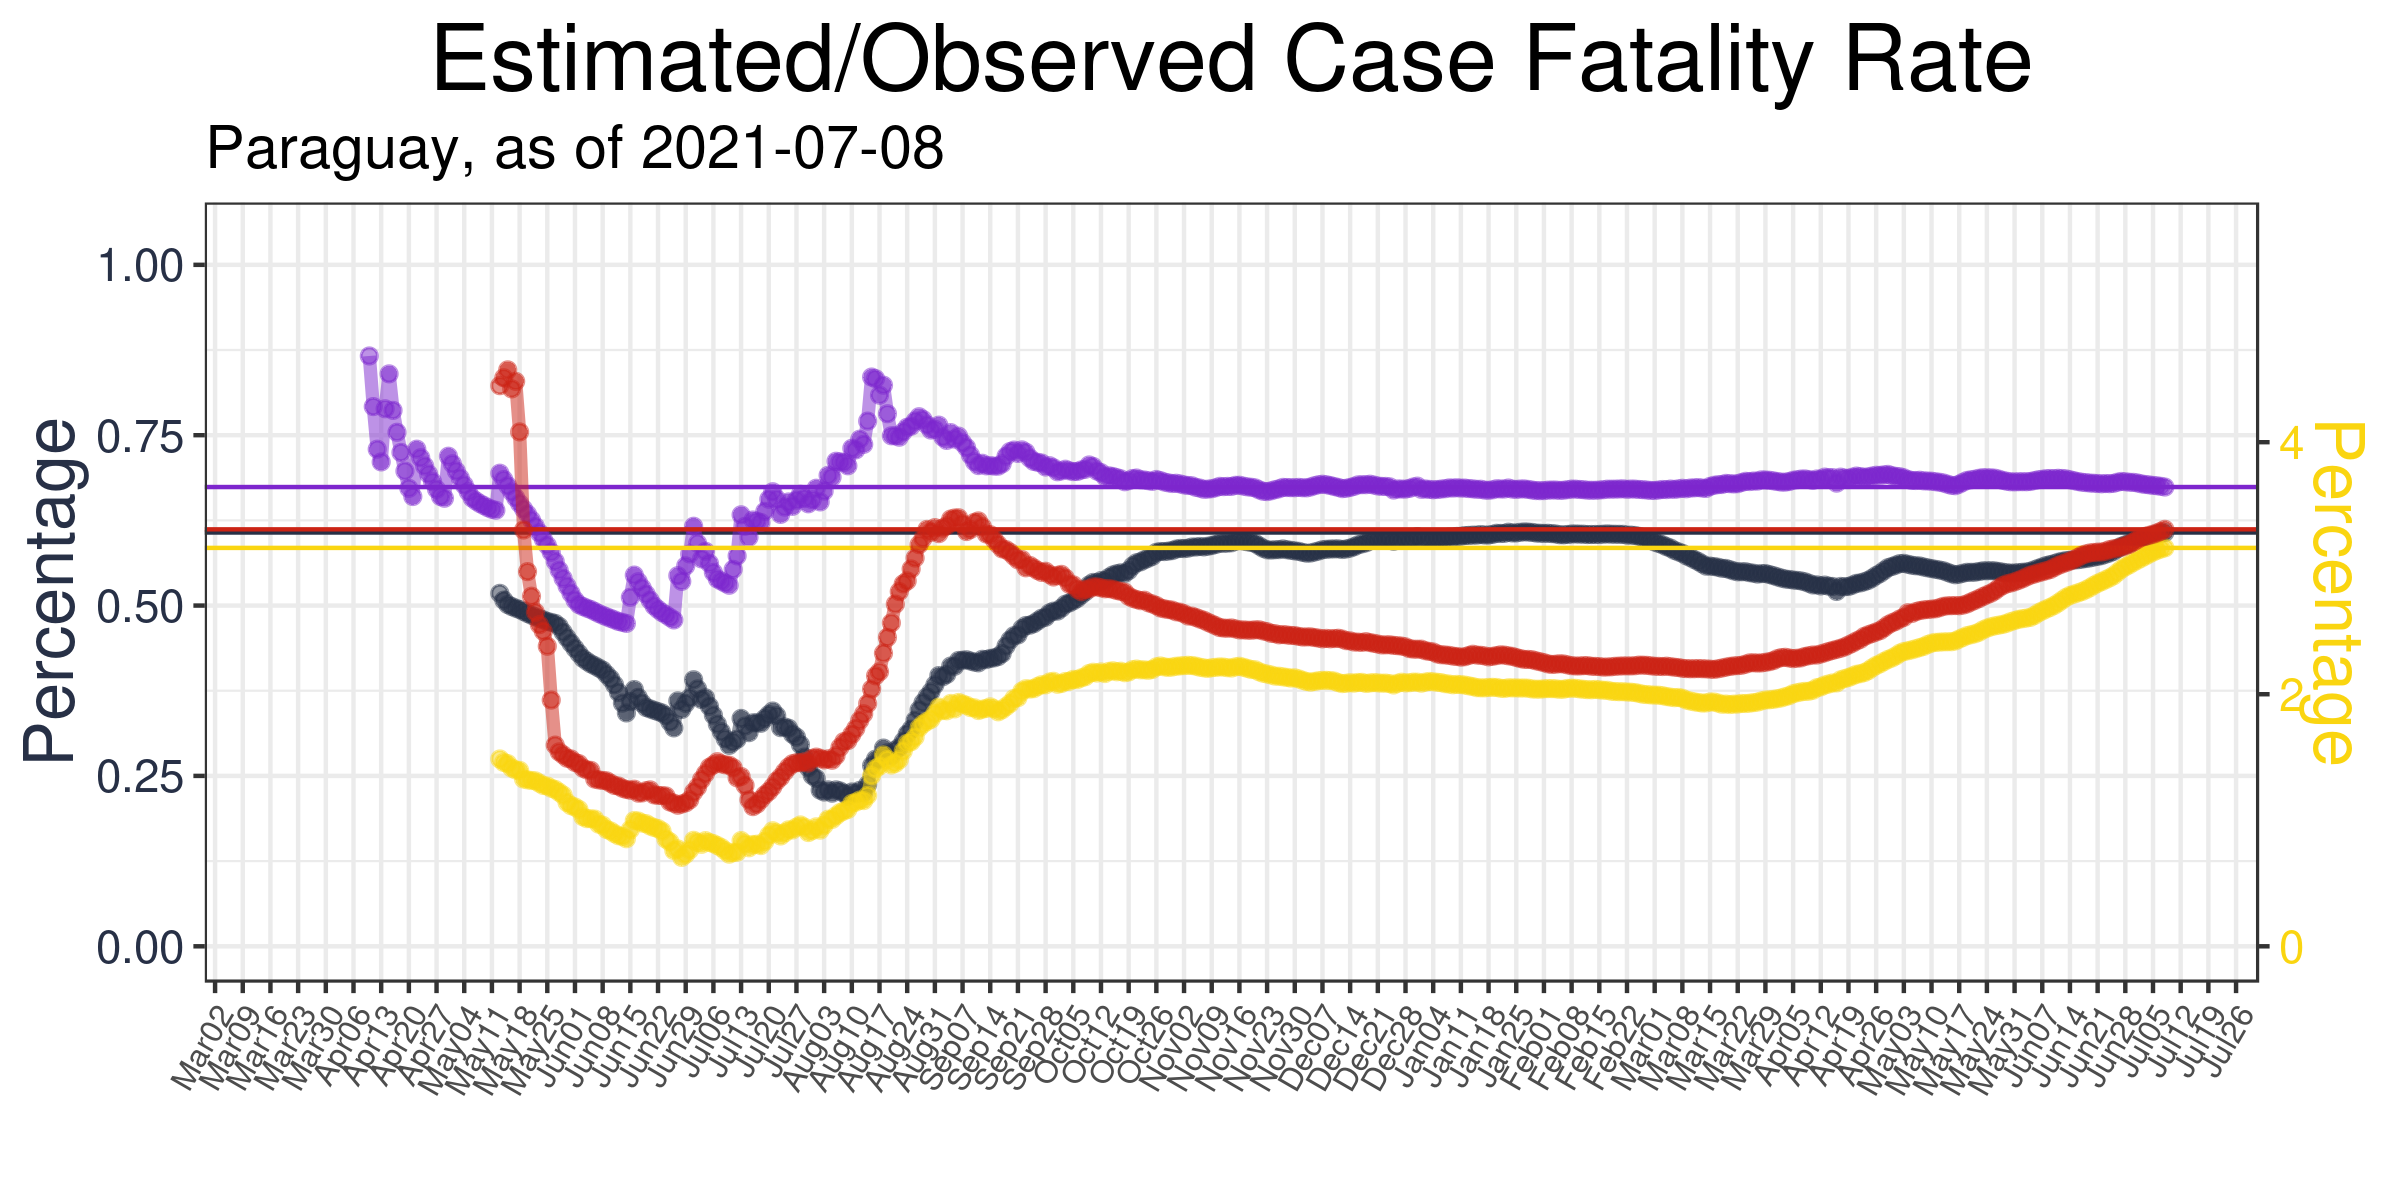 Estimated/Observed Case Fatality Rate
Paraguay, as of 2021-07-08
Percentage
1.00
0.75
0.50
0.25
0.00
4
2
0
Percentage
Mar02
Mar09
Mar16
Mar23
Mar30
Apr06
Apr13
Apr20
Apr27
May04
May11
May18
May25
Jun01
Jun08
Jun15
Jun22
Jun29
Jul06
Jul13
Jul20
Jul27
Aug03
Aug10
Aug17
Aug24
Aug31
Sep07
Sep14
Sep21
Sep28
Oct05
Oct12
Oct19
Oct26
Nov02
Nov09
Nov16
Nov23
Nov30
Dec07
Dec14
Dec21
Dec28
Jan04
Jan11
Jan18
Jan25
Feb01
Feb08
Feb15
Feb22
Mar01
Mar08
Mar15
Mar22
Mar29
Apr05
Apr12
Apr19
Apr26
May03
May10
May17
May24
May31
Jun07
Jun14
Jun21
Jun28
Jul05
Jul12
Jul19
Jul26